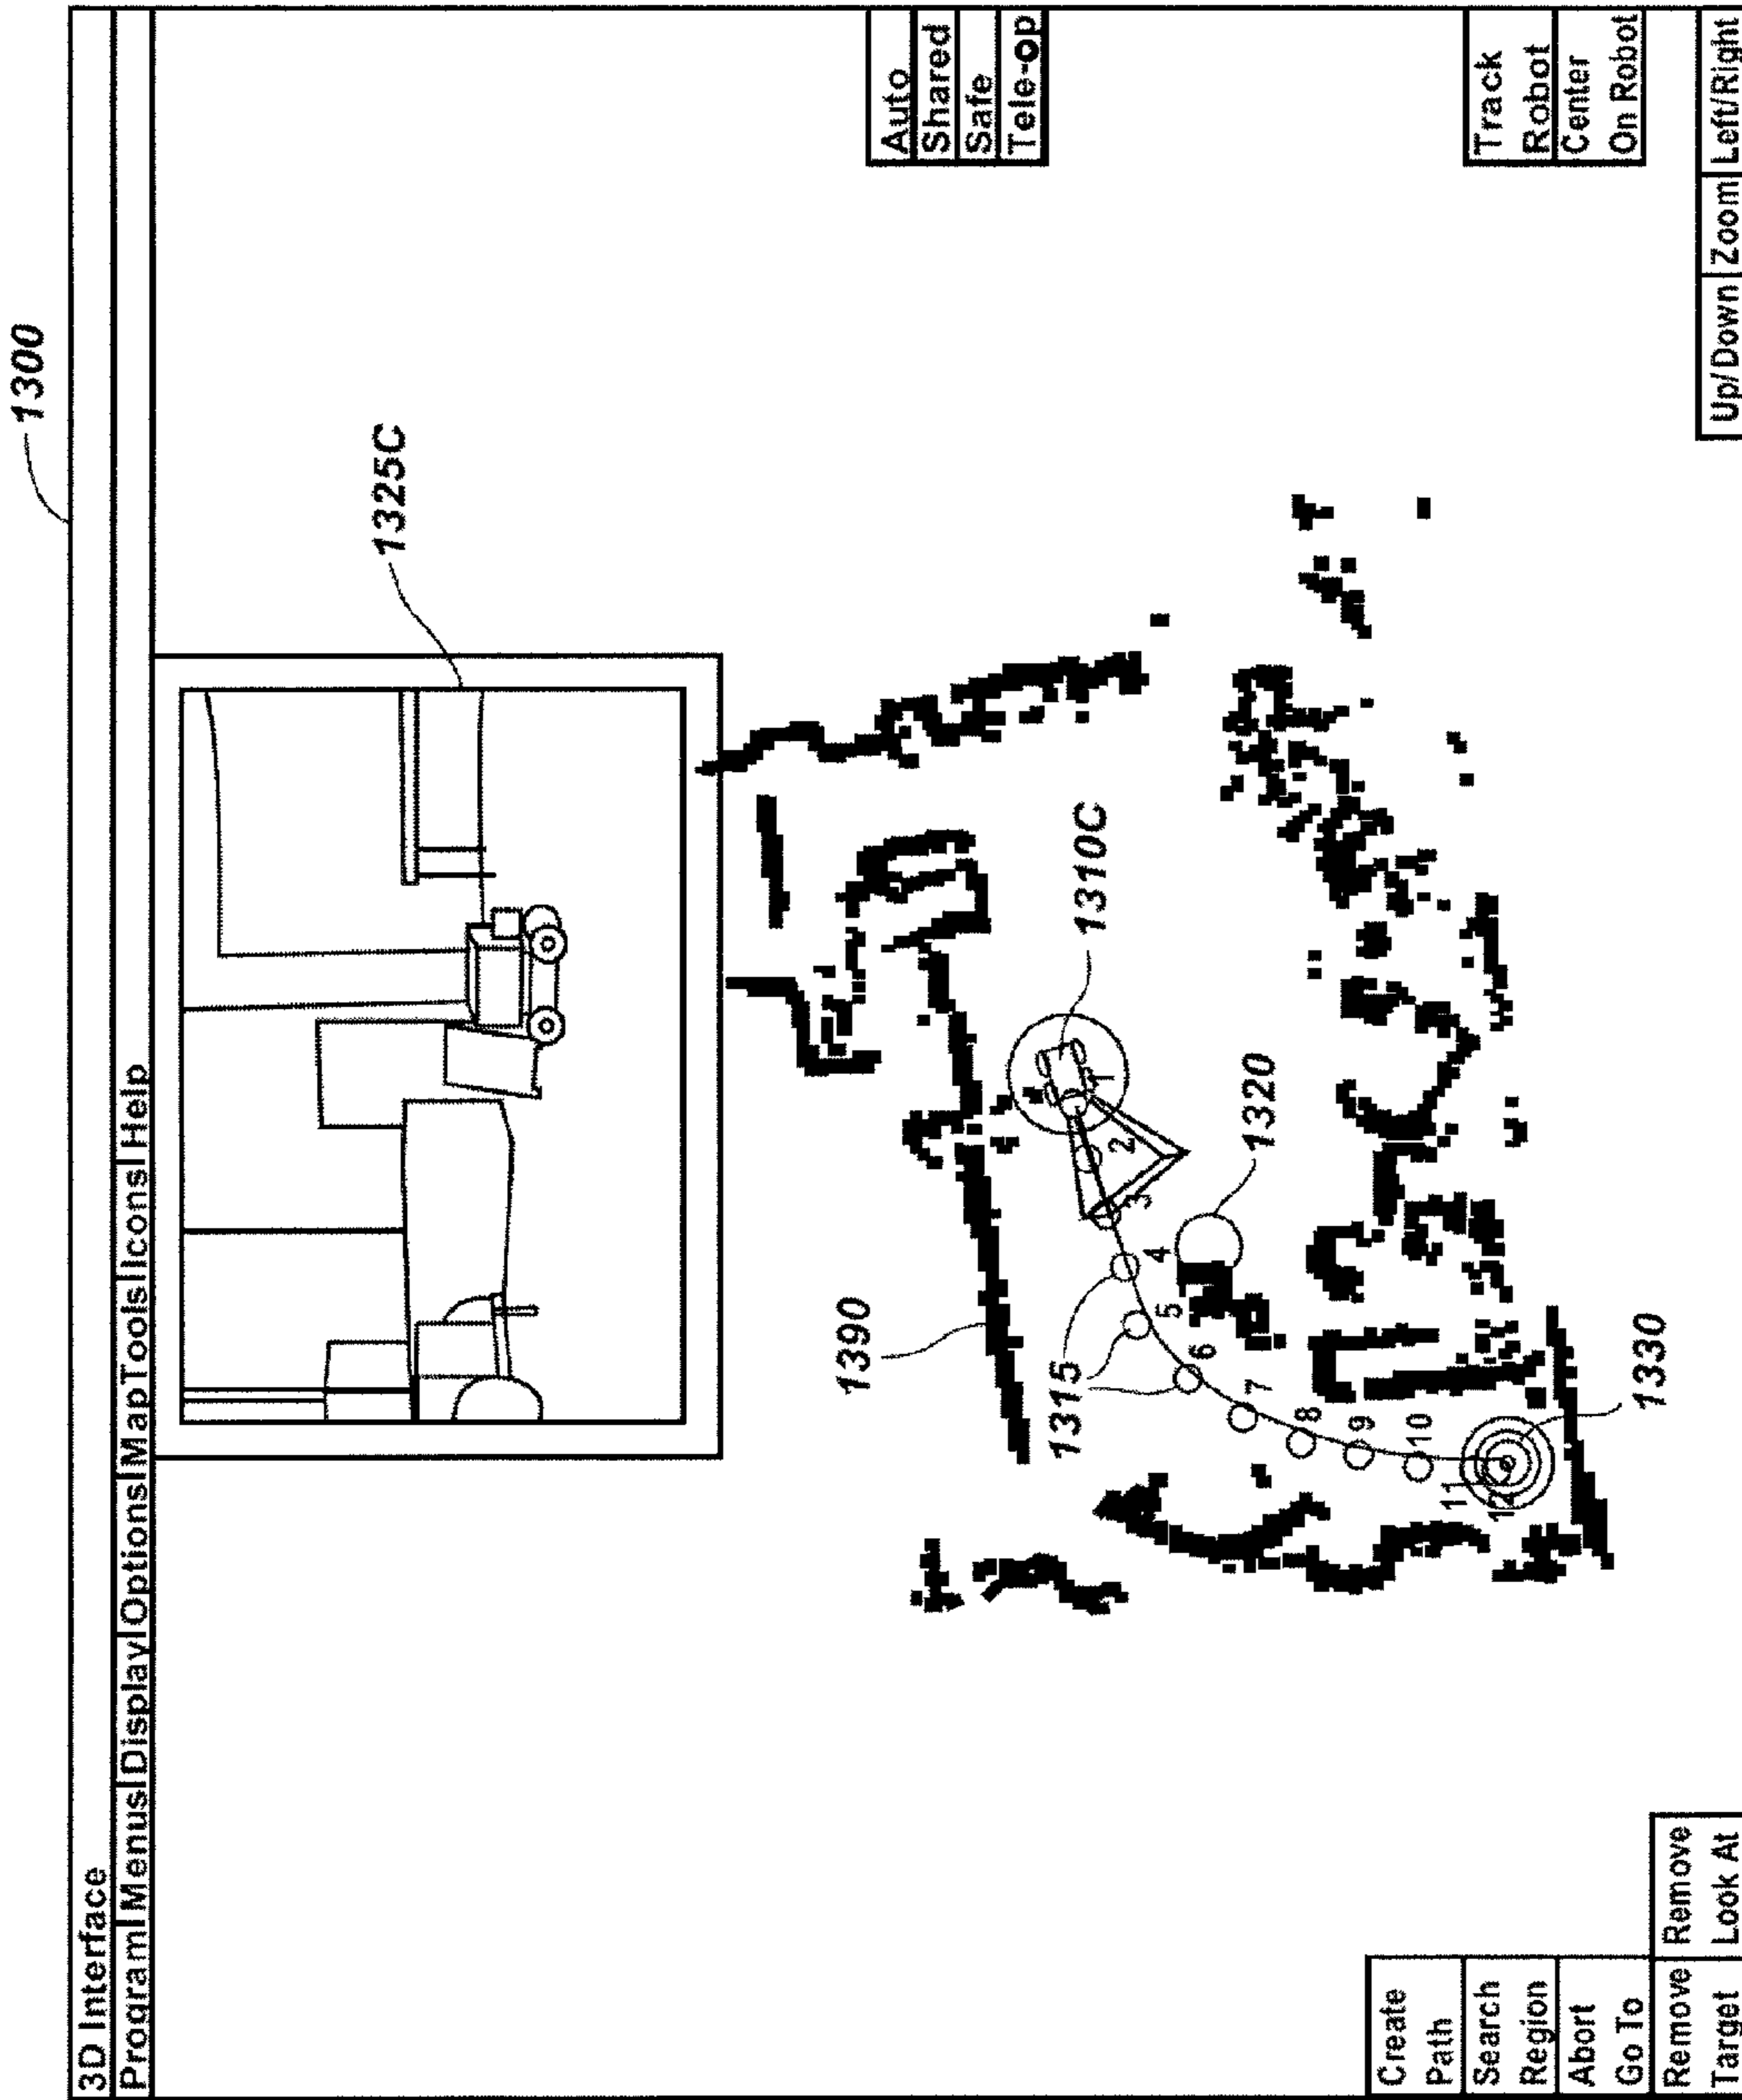 1300
3D Interface
Program|Menus|Display|Options|MapTools|Icons|Help
1325C
1390
1310C
1315
1320
1330
1
2
3
4
5
6
7
8
9
10
11
12
Auto
Shared
Safe
Tele-op
Track
Robot
Center
On Robot
Up/Down|Zoom|Left/Right
Create
Path
Search
Region
Abort
Go To
Remove Remove
Target Look At